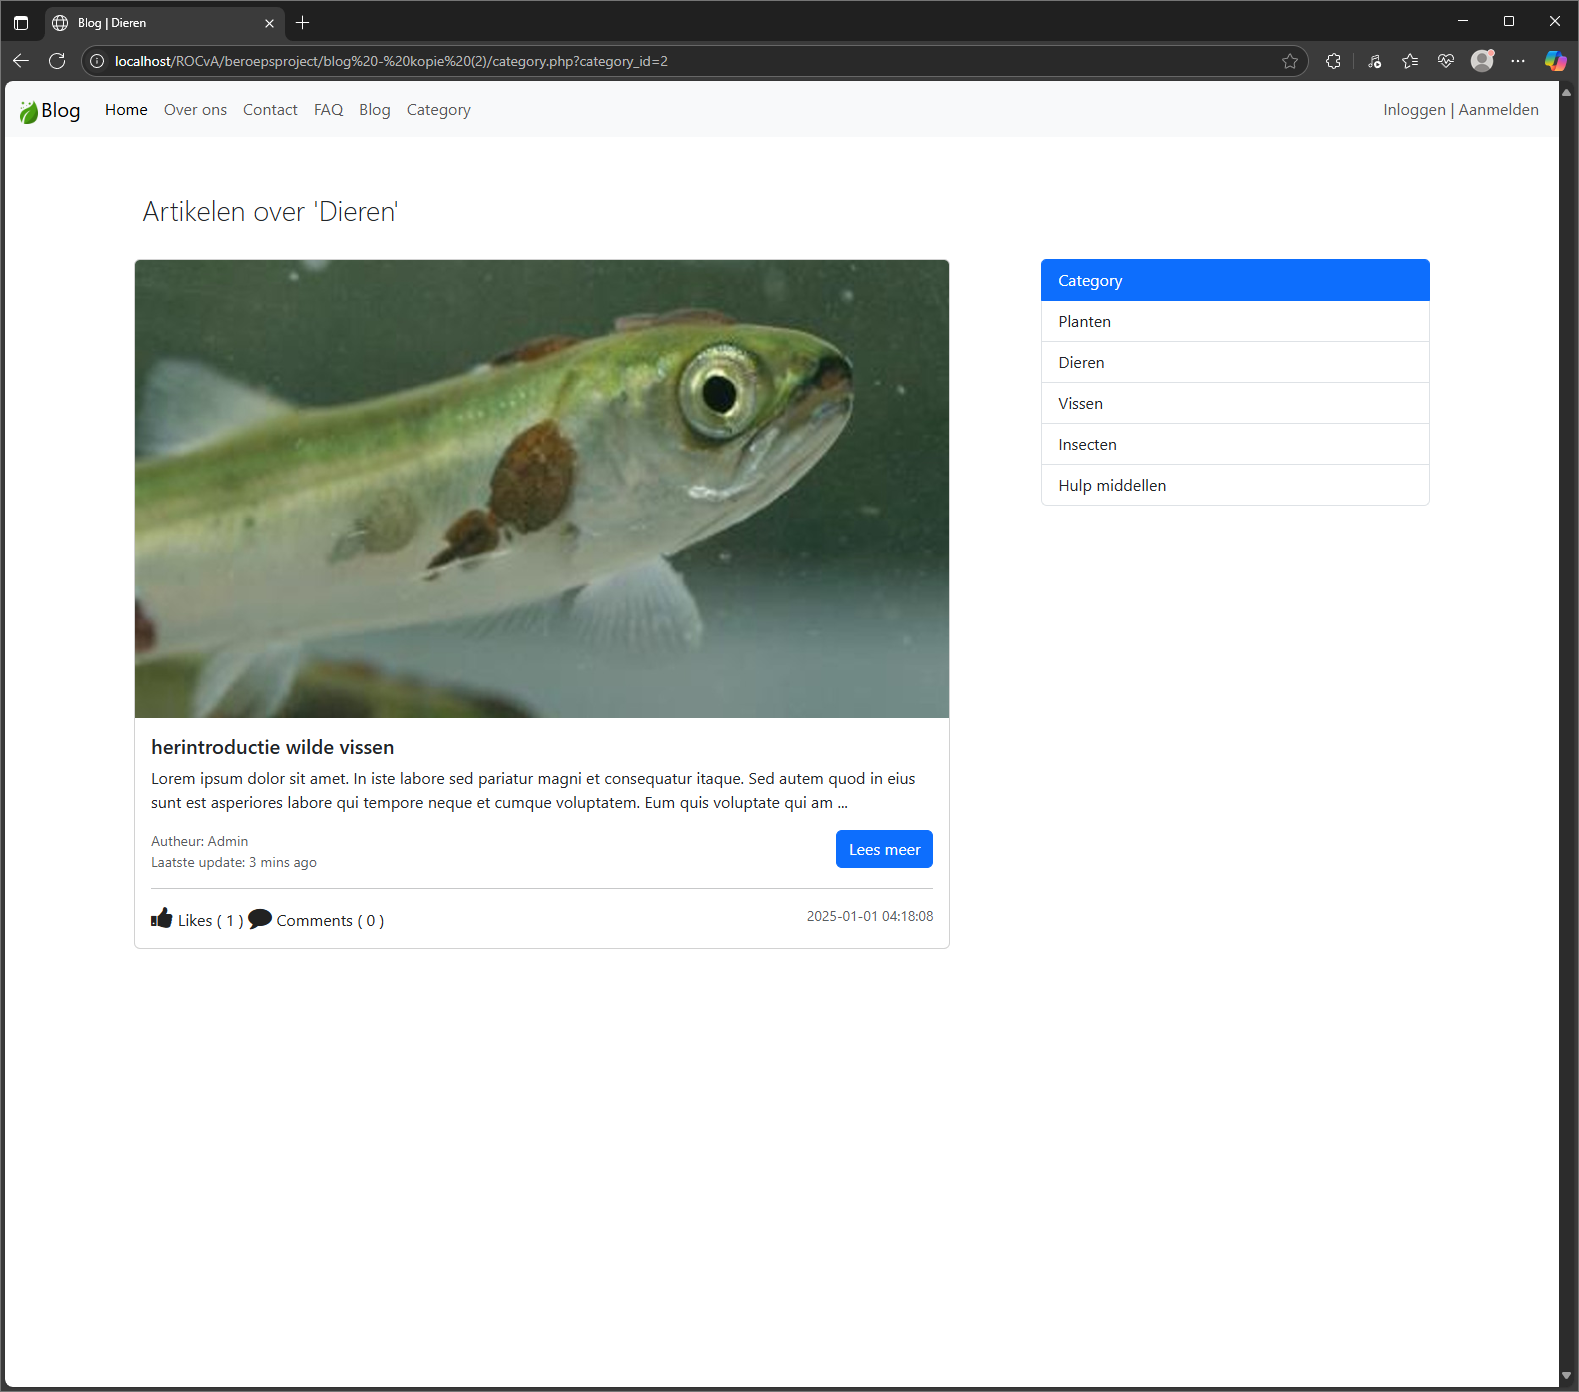 Blog | Dieren
localhost/ROCvA/beroepsproject/blog%20-%20kopie%20(2)/category.php?category_id=2
Blog Home Over ons Contact FAQ Blog Category Inloggen | Aanmelden
Artikelen over 'Dieren'
Category
Planten
Dieren
Vissen
Insecten
Hulp middellen
herintroductie wilde vissen
Lorem ipsum dolor sit amet. In iste labore sed pariatur magni et consequatur itaque. Sed autem quod in eius
sunt est asperiores labore qui tempore neque et cumque voluptatem. Eum quis voluptate qui am ...
Autheur: Admin
Laatste update: 3 mins ago
Lees meer
Likes ( 1 ) Comments ( 0 ) 2025-01-01 04:18:08